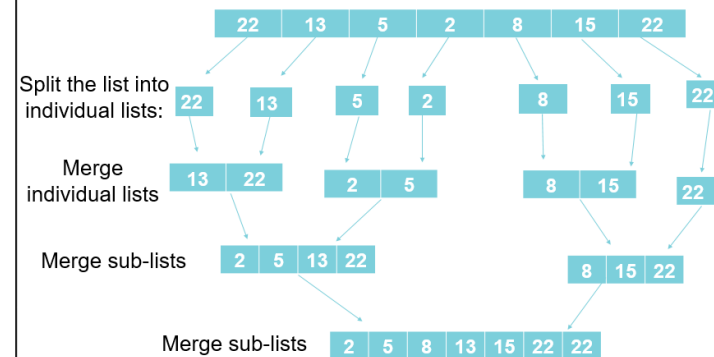 22 13 5 2 8 15 22
Split the list into
individual lists:
22 13 5 2 8 15 22
Merge
individual lists
13 22 2 5 8 15 22
Merge sub-lists
2 5 13 22 8 15 22
Merge sub-lists
2 5 8 13 15 22 22